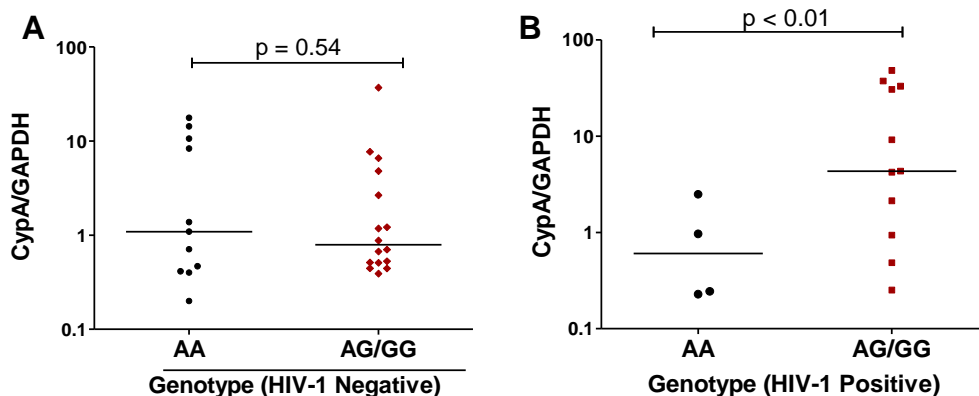 A
p = 0.54
CypA/GAPDH
100
10
1
0.1
AA AG/GG
Genotype (HIV-1 Negative)
B
p < 0.01
CypA/GAPDH
100
10
1
0.1
AA AG/GG
Genotype (HIV-1 Positive)